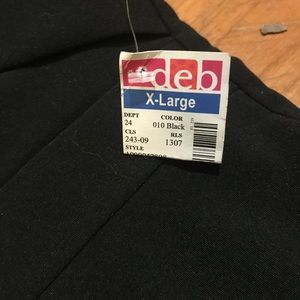 deb
X-Large
DEPT COLOR
24 010 Black
CLS RLS
243-09 1307
STYLE